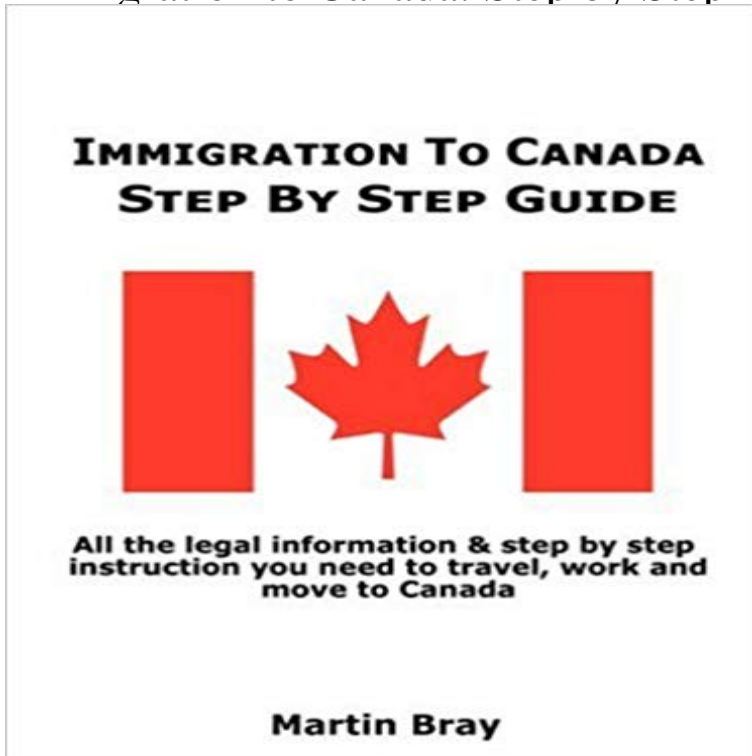 IMMIGRATION TO CANADA
STEP BY STEP GUIDE
All the legal information & step by step
instruction you need to travel, work and
move to Canada
Martin Bray